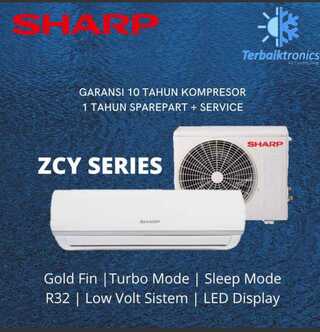 SHARP
Terbaiktronics
GARANSI 10 TAHUN KOMPRESOR
1 TAHUN SPAREPART + SERVICE
SHARP
ZCY SERIES
SHARP
Gold Fin |Turbo Mode | Sleep Mode
R32 | Low Volt Sistem | LED Display